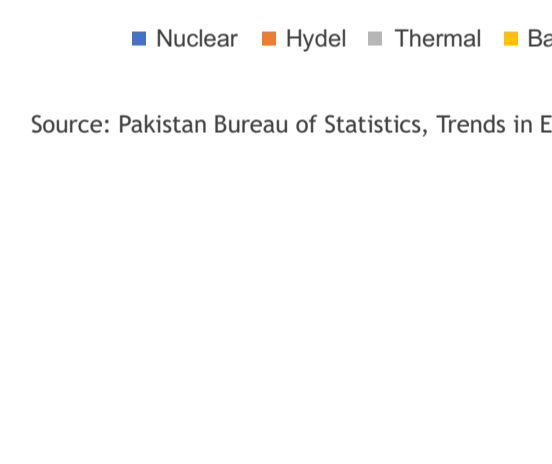 Nuclear Hydel Thermal
Source: Pakistan Bureau of Statistics, Trends in